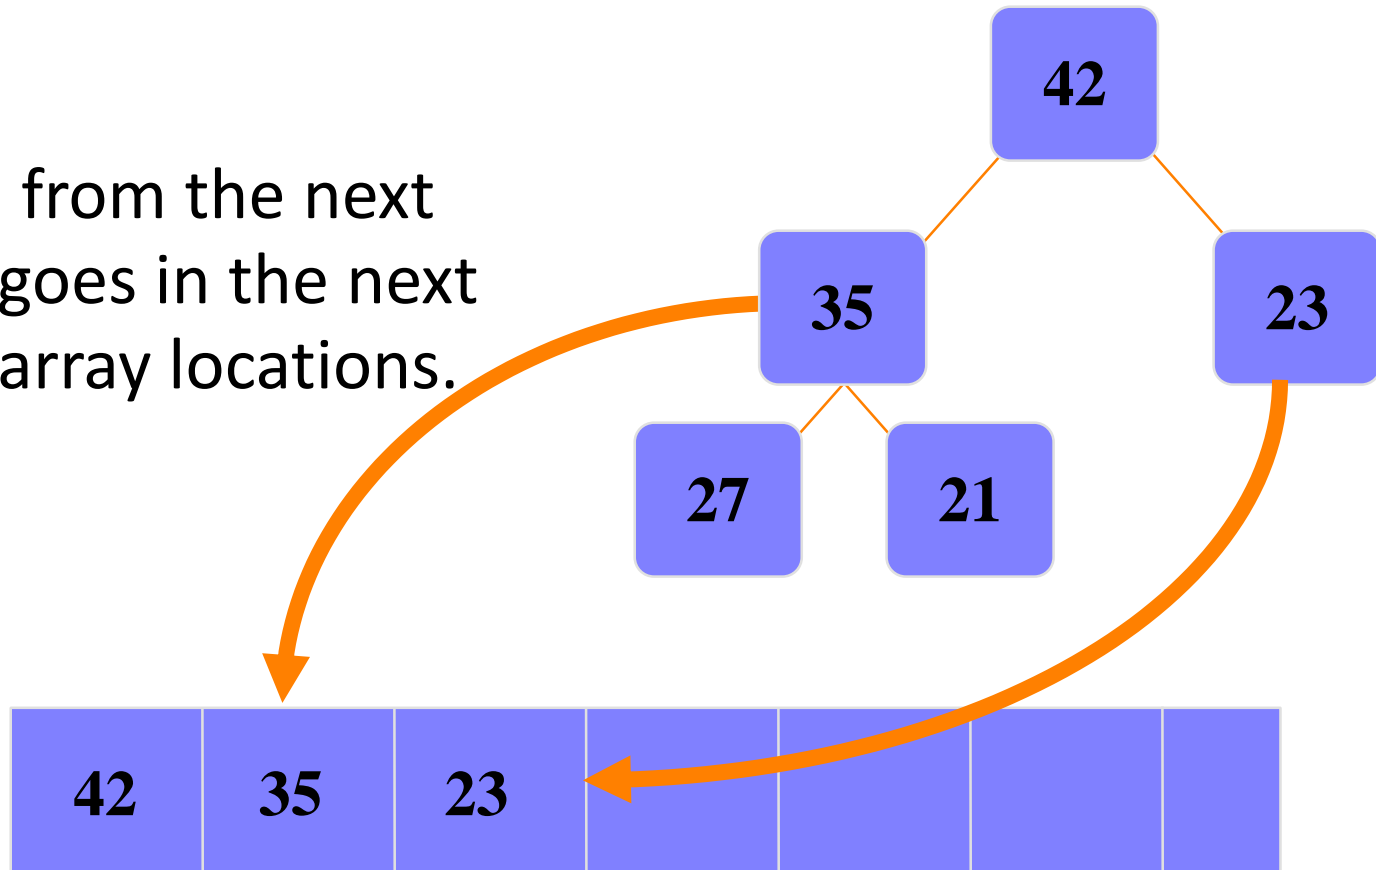 42
from the next
goes in the next
array locations.
35
23
27
21
42 35 23